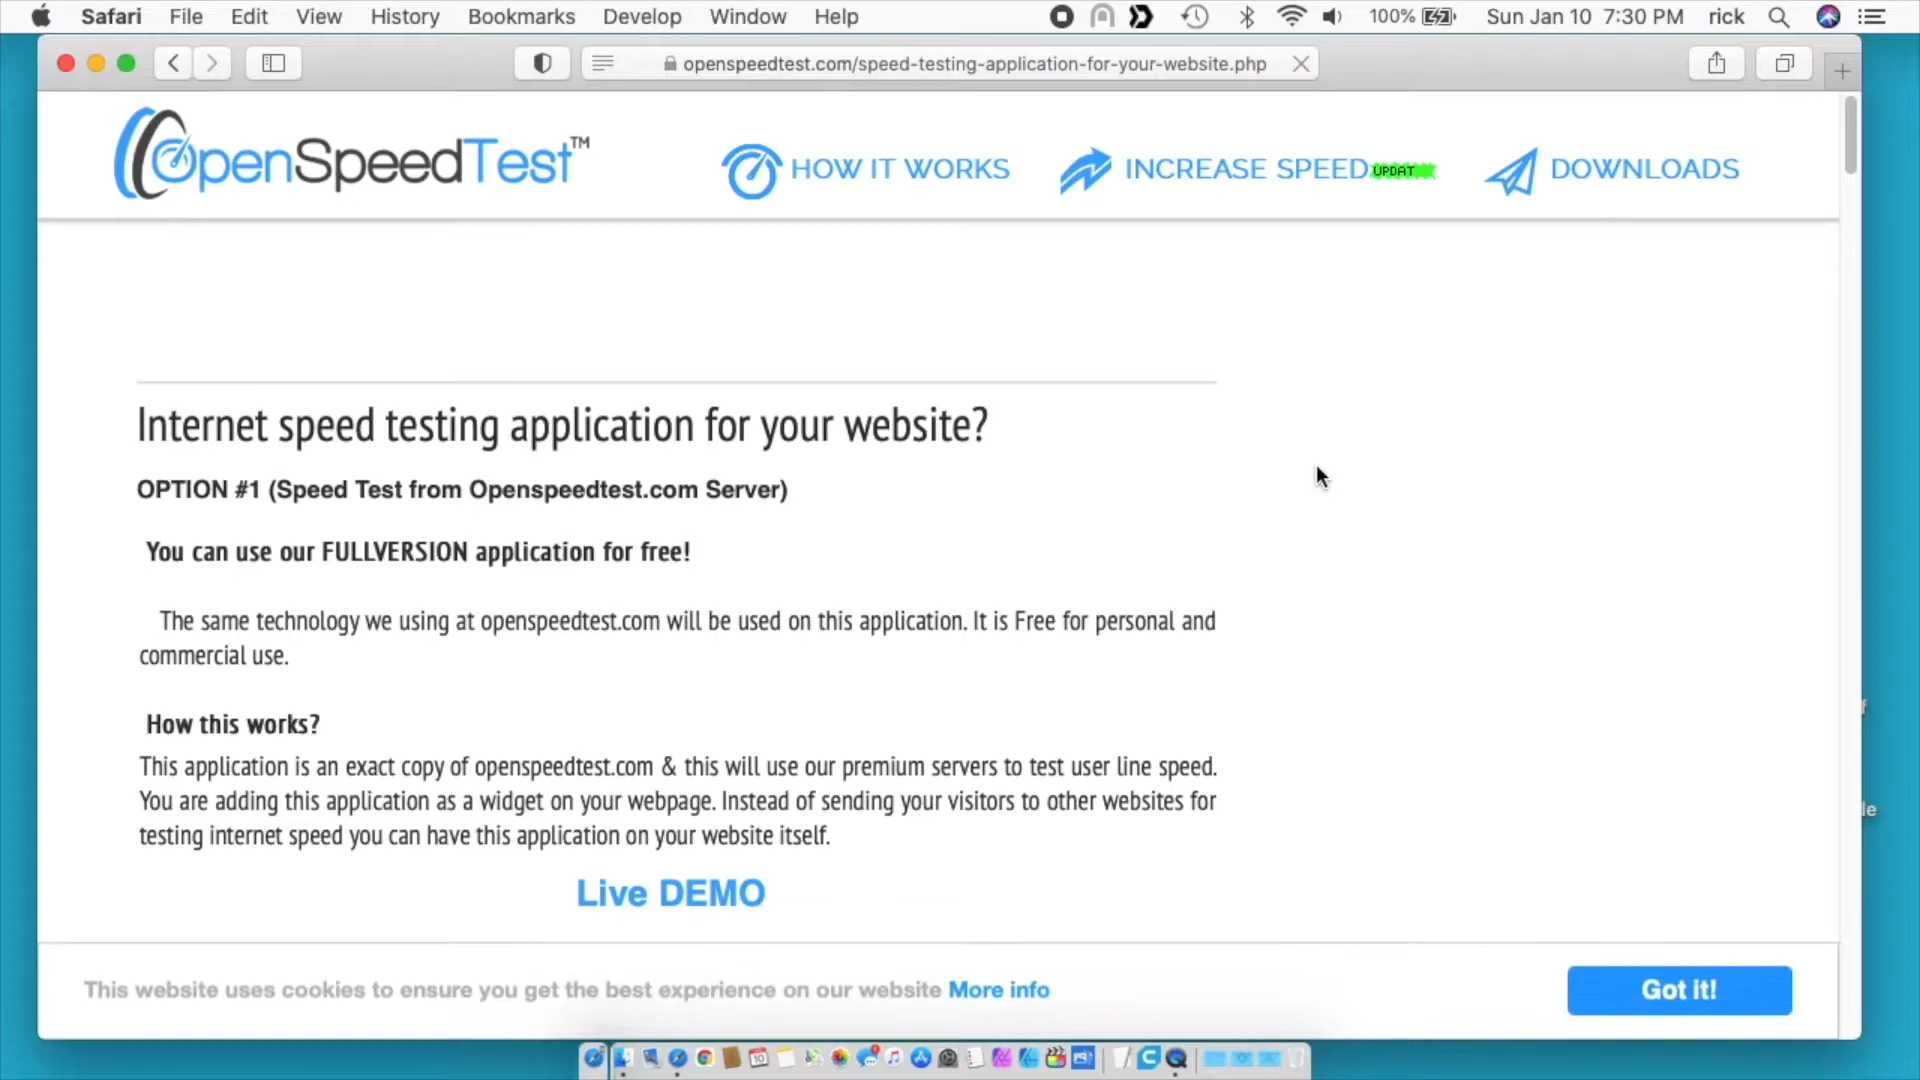 Safari File Edit View History Bookmarks Develop Window Help 100% Sun Jan 10 7:30 PM rick
openspeedtest.com/speed-testing-application-for-your-website.php
OpenSpeedTest™ HOW IT WORKS INCREASE SPEED UPDAT DOWNLOADS
Internet speed testing application for your website?
OPTION #1 (Speed Test from Openspeedtest.com Server)
You can use our FULLVERSION application for free!
The same technology we using at openspeedtest.com will be used on this application. It is Free for personal and
commercial use.
How this works?
This application is an exact copy of openspeedtest.com & this will use our premium servers to test user line speed.
You are adding this application as a widget on your webpage. Instead of sending your visitors to other websites for
testing internet speed you can have this application on your website itself.
Live DEMO
This website uses cookies to ensure you get the best experience on our website More info
Got it!